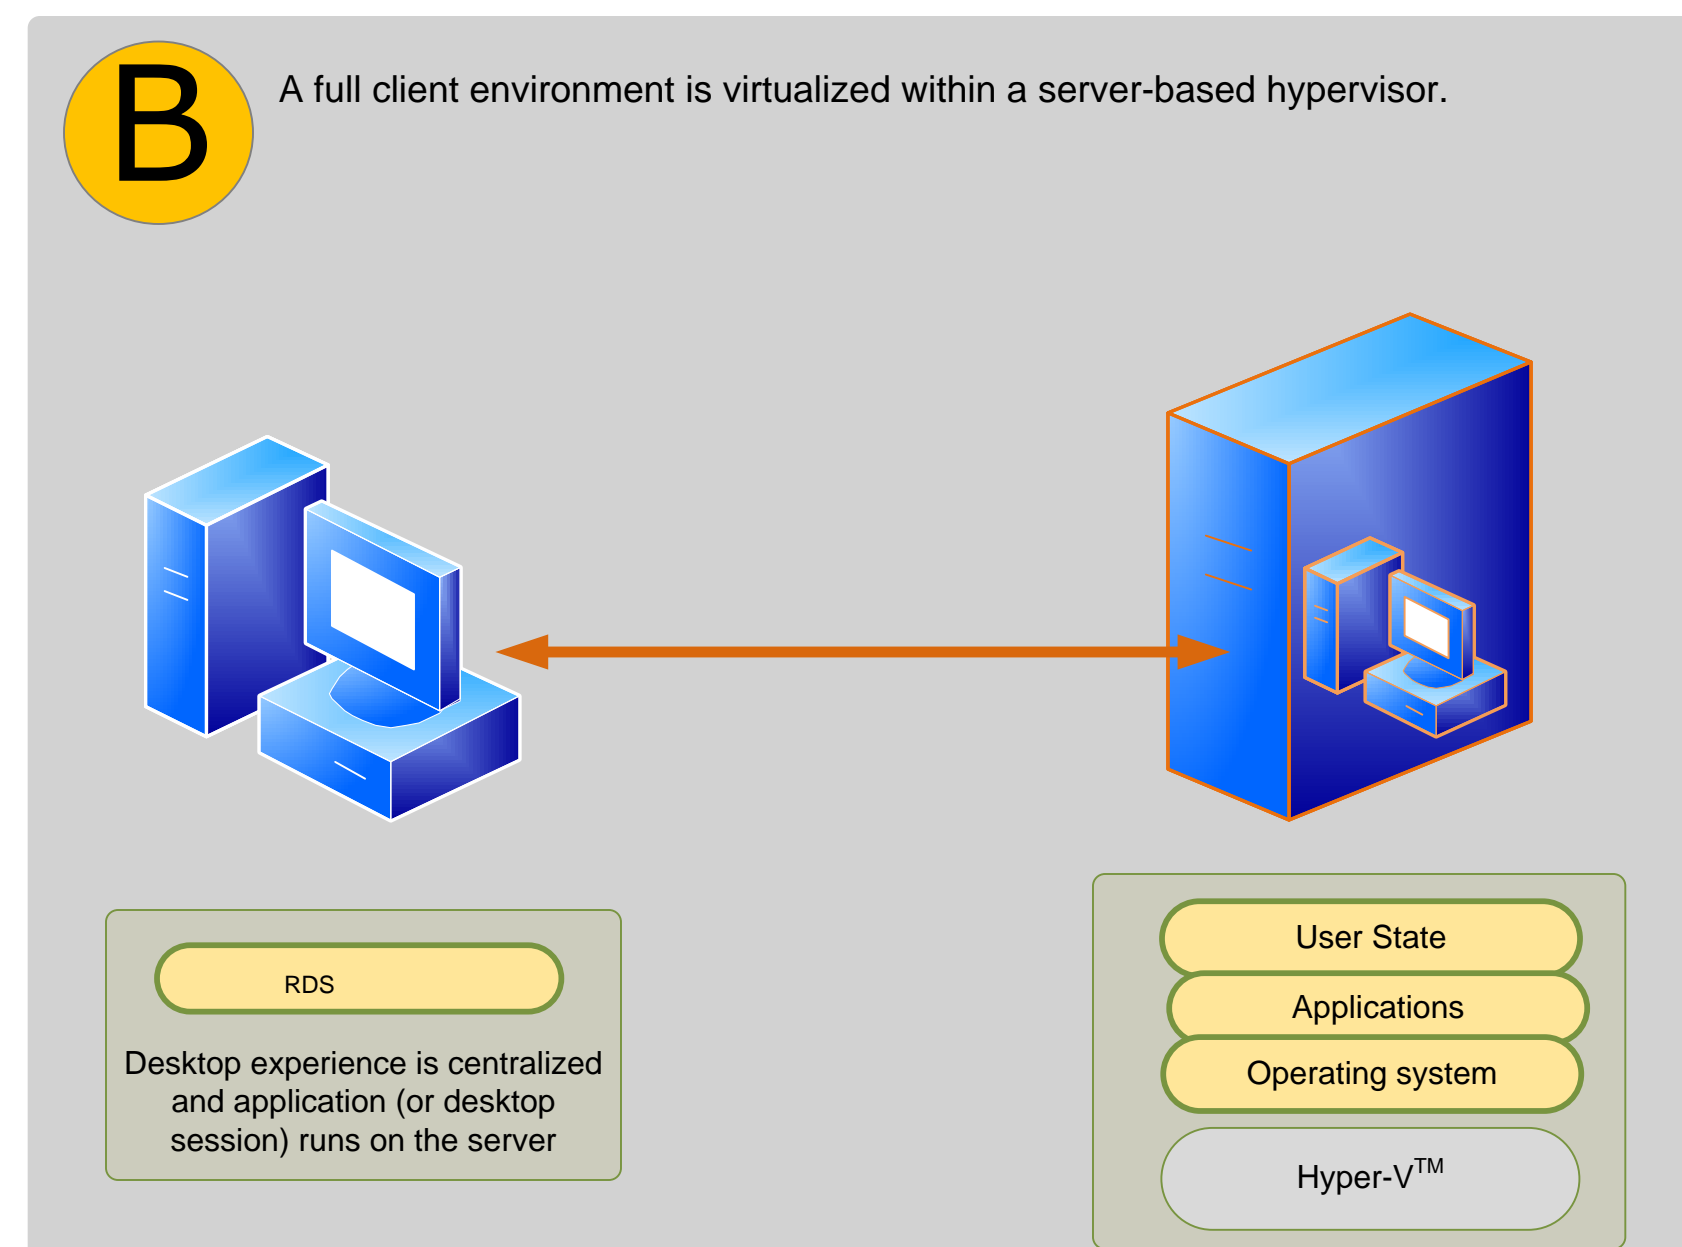 B
A full client environment is virtualized within a server-based hypervisor.
RDS
Desktop experience is centralized
and application (or desktop
session) runs on the server
User State
Applications
Operating system
Hyper-V™